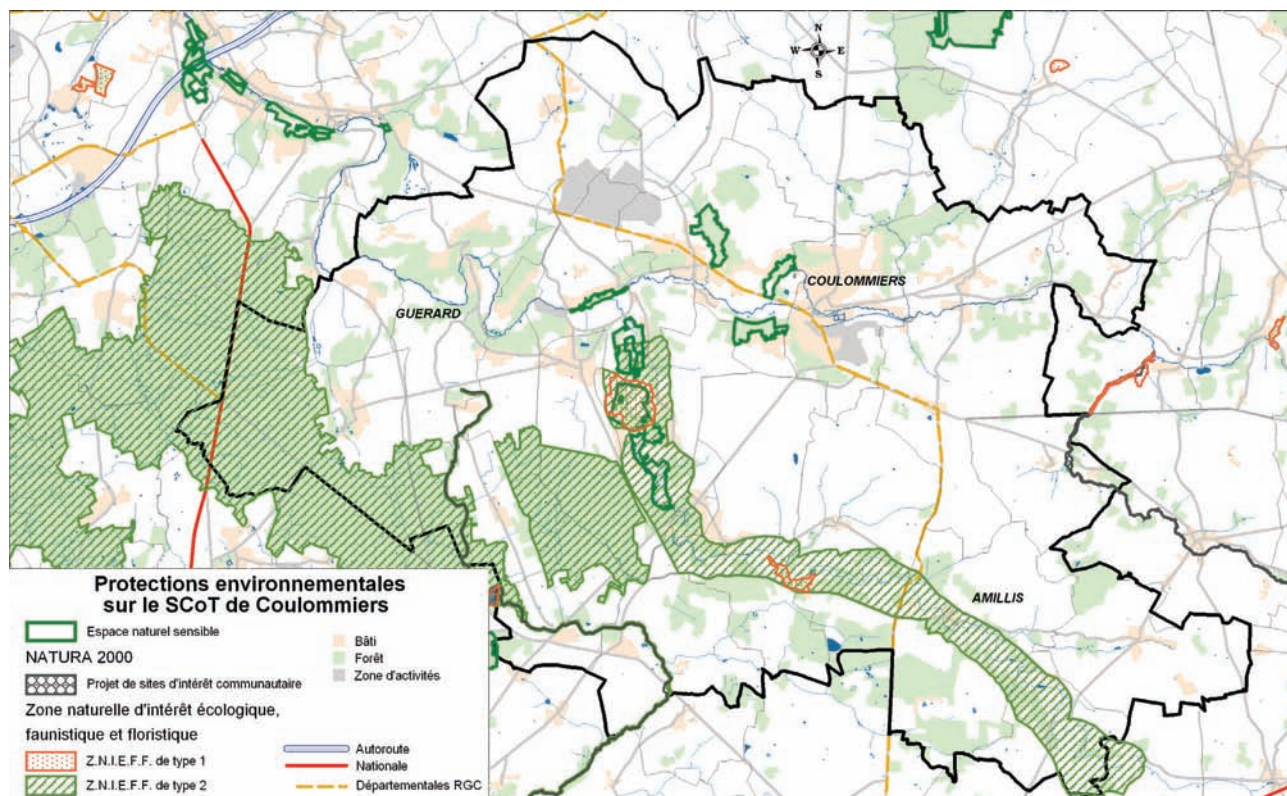 N
W E
S
COULOMMIERS
GUERARD
AMILLIS
Protections environnementales
sur le SCoT de Coulommiers
Espace naturel sensible
NATURA 2000
Projet de sites d'intérêt communautaire
Zone naturelle d'intérêt écologique,
faunistique et floristique
Z.N.I.E.F.F. de type 1
Z.N.I.E.F.F. de type 2
Bâti
Forêt
Zone d'activités
Autoroute
Nationale
Départementales RGC